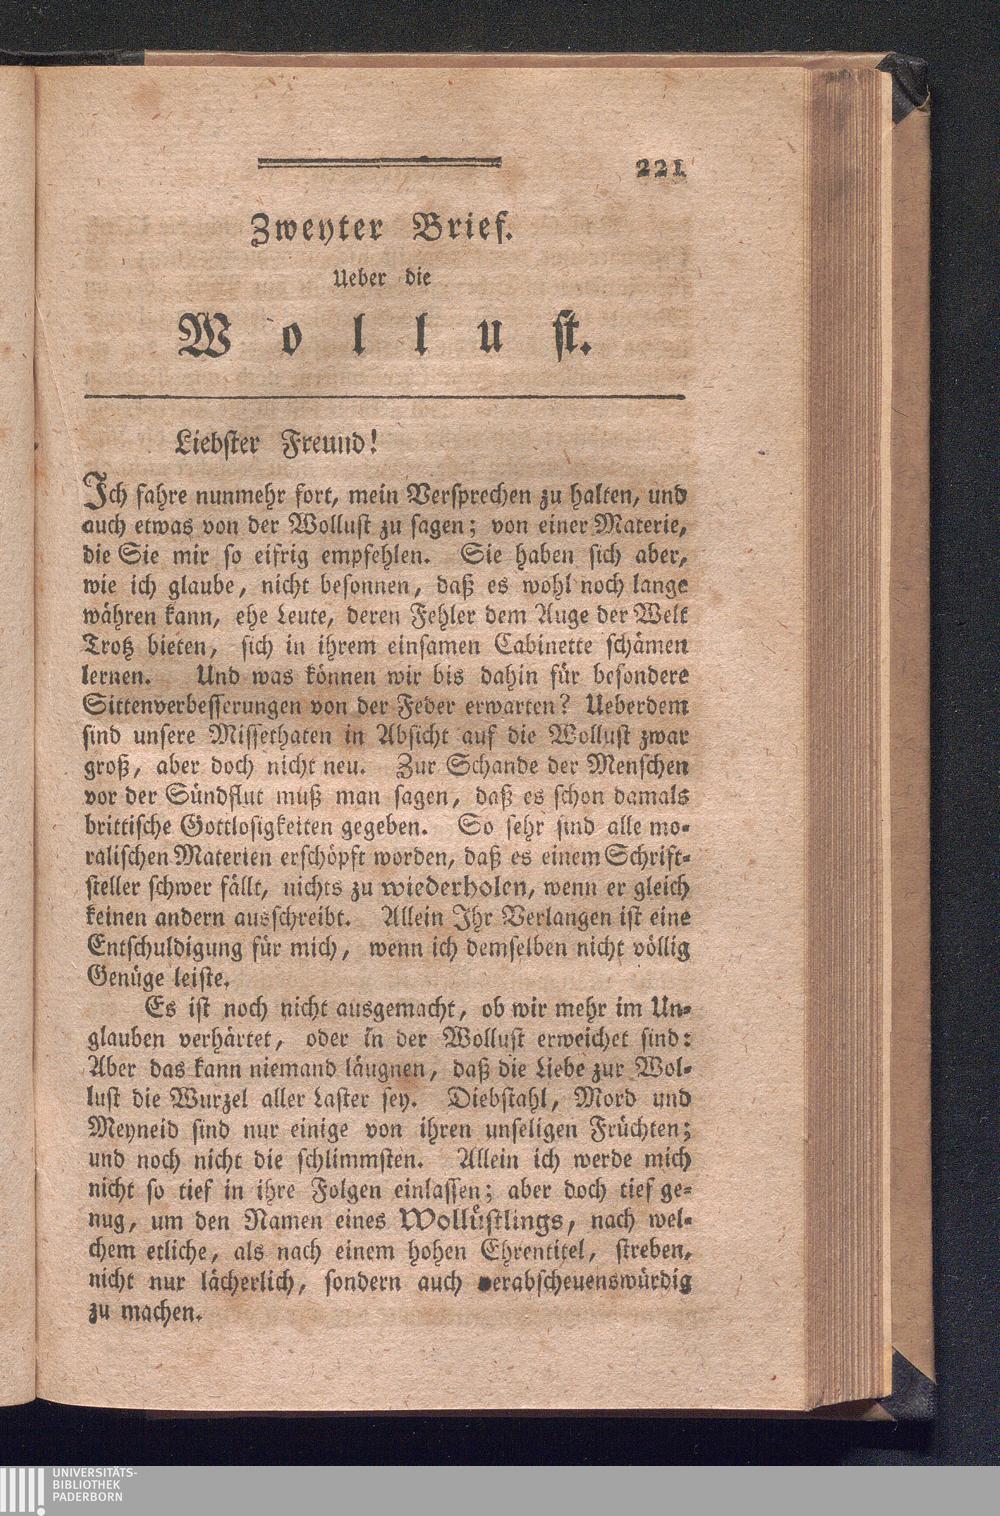 221
Zweyter Brief.
Ueber die
Wollust.
Liebster Freund!
Ich fahre nunmehr fort, mein Versprechen zu halten, und
auch etwas von der Wollust zu sagen; von einer Materie,
die Sie mir so eifrig empfehlen. Sie haben sich aber,
wie ich glaube, nicht besonnen, daß es wohl noch lange
währen kann, ehe Leute, deren Fehler dem Auge der Welt
Trotz bieten, sich in ihrem einsamen Cabinette schämen
lernen. Und was können wir bis dahin für besondere
Sittenverbesserungen von der Feder erwarten? Ueberdem
sind unsere Missethaten in Absicht auf die Wollust zwar
groß, aber doch nicht neu. Zur Schande der Menschen
vor der Sündflut muß man sagen, daß es schon damals
brittische Gottlosigkeiten gegeben. So sehr sind alle mo-
ralischen Materien erschöpft worden, daß es einem Schrift-
steller schwer fällt, nichts zu wiederholen, wenn er gleich
keinen andern ausschreibt. Allein Ihr Verlangen ist eine
Entschuldigung für mich, wenn ich demselben nicht völlig
Genüge leiste.
Es ist noch nicht ausgemacht, ob wir mehr im Un-
glauben verhärtet, oder in der Wollust erweichet sind:
Aber das kann niemand läugnen, daß die Liebe zur Wol-
lust die Wurzel aller Laster sey. Diebstahl, Mord und
Meyneid sind nur einige von ihren unseligen Früchten;
und noch nicht die schlimmsten. Allein ich werde mich
nicht so tief in ihre Folgen einlassen; aber doch tief ge-
nug, um den Namen eines Wollüstlings, nach wel-
chem etliche, als nach einem hohen Ehrentitel, streben,
nicht nur lächerlich, sondern auch verabscheuenswürdig
zu machen.
UNIVERSITÄTS-
BIBLIOTHEK
PADERBORN